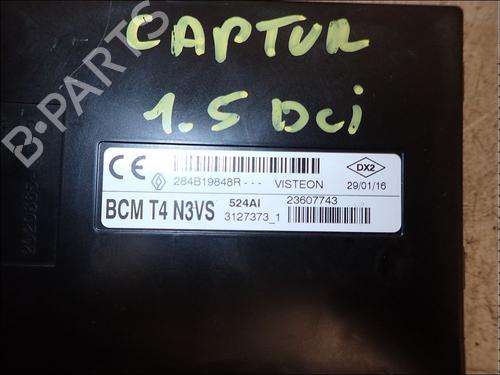 CAPTUR
1.5 DCi
B-PARTS
CE
DX2
284B19848R--- VISTEON 29/01/16
BCM T4 N3VS 524AI 23607743
3127373_1